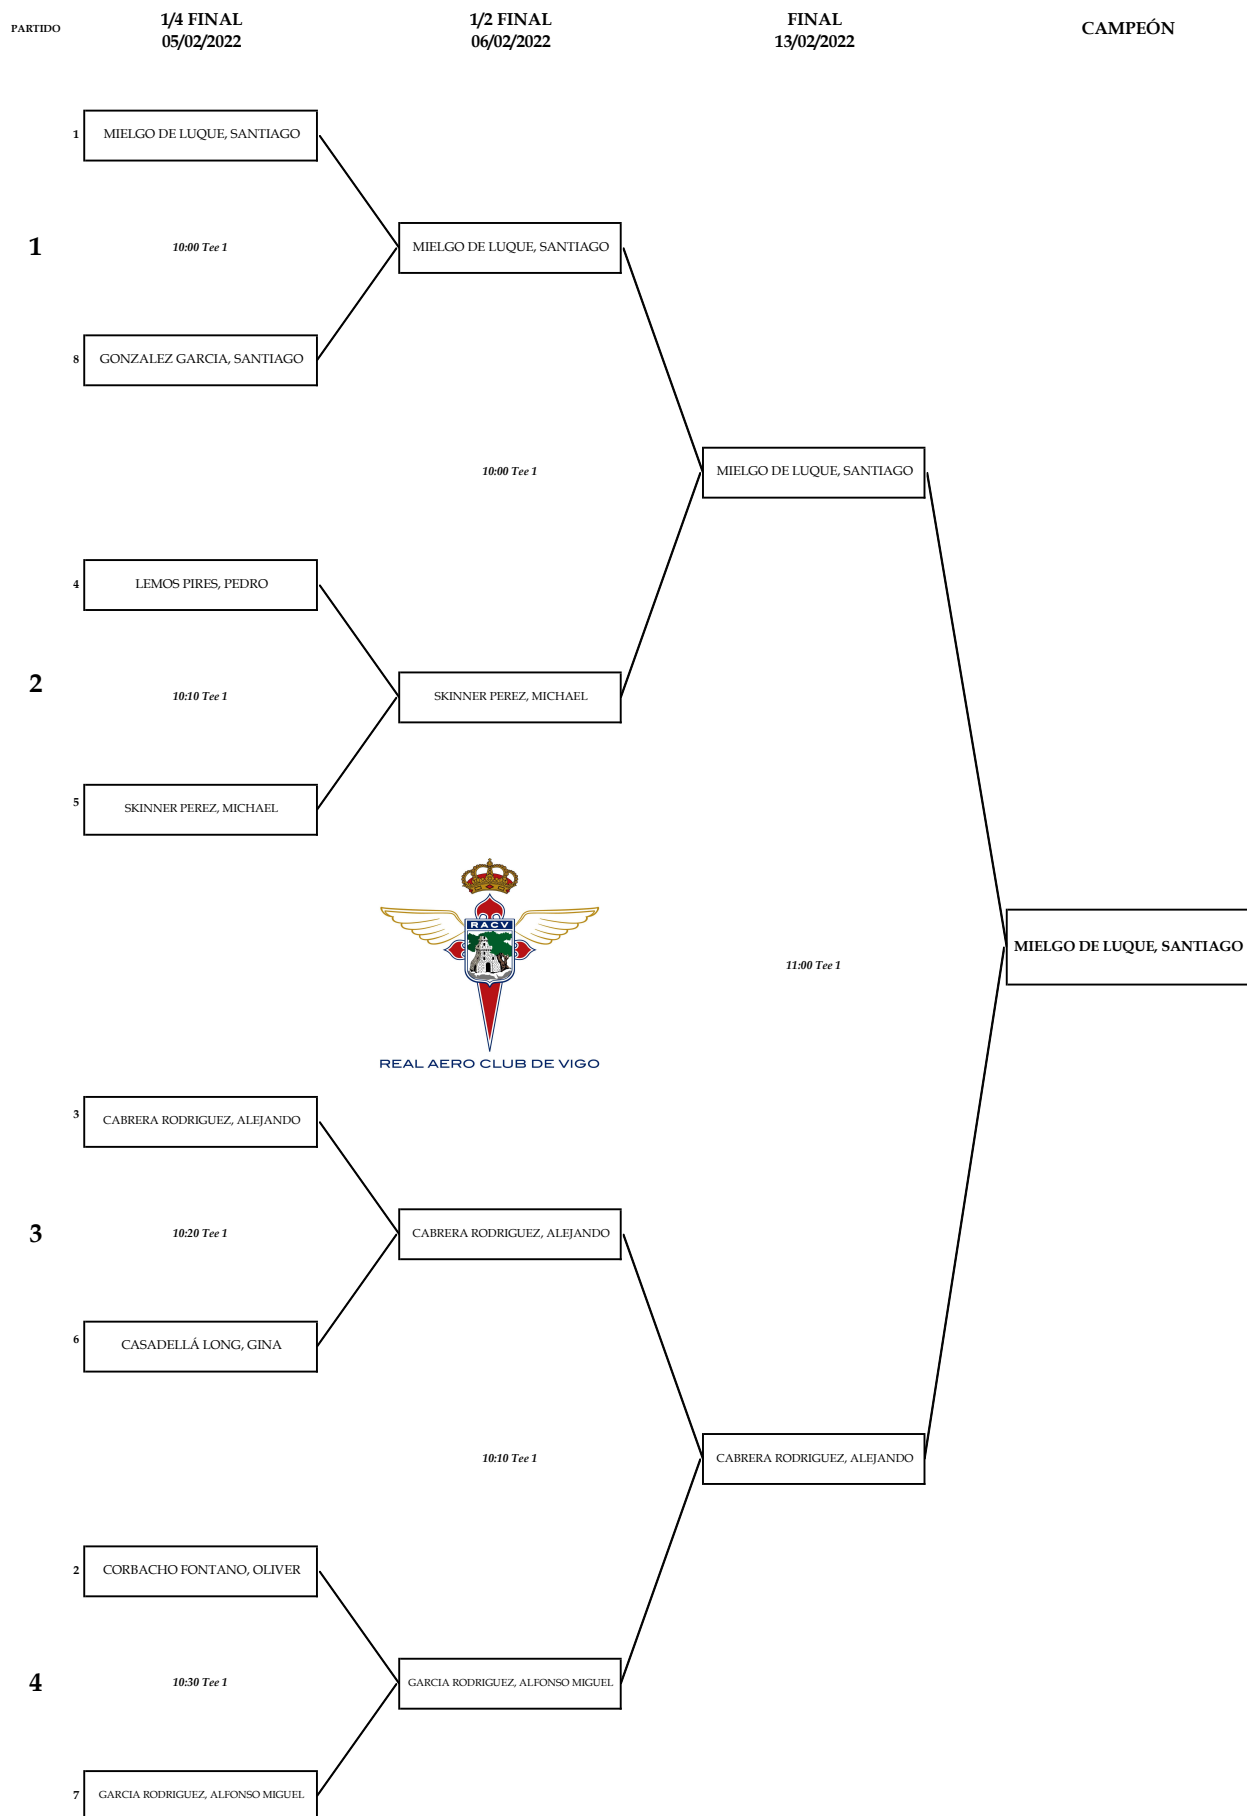 PARTIDO
1/4 FINAL
05/02/2022
1/2 FINAL
06/02/2022
FINAL
13/02/2022
CAMPEÓN
1
MIELGO DE LUQUE, SANTIAGO
1
10:00 Tee 1
MIELGO DE LUQUE, SANTIAGO
8
GONZALEZ GARCIA, SANTIAGO
10:00 Tee 1
MIELGO DE LUQUE, SANTIAGO
4
LEMOS PIRES, PEDRO
2
10:10 Tee 1
SKINNER PEREZ, MICHAEL
5
SKINNER PEREZ, MICHAEL
RACV
REAL AERO CLUB DE VIGO
11:00 Tee 1
MIELGO DE LUQUE, SANTIAGO
3
CABRERA RODRIGUEZ, ALEJANDO
3
10:20 Tee 1
CABRERA RODRIGUEZ, ALEJANDO
6
CASADELLÁ LONG, GINA
10:10 Tee 1
CABRERA RODRIGUEZ, ALEJANDO
2
CORBACHO FONTANO, OLIVER
4
10:30 Tee 1
GARCIA RODRIGUEZ, ALFONSO MIGUEL
7
GARCIA RODRIGUEZ, ALFONSO MIGUEL